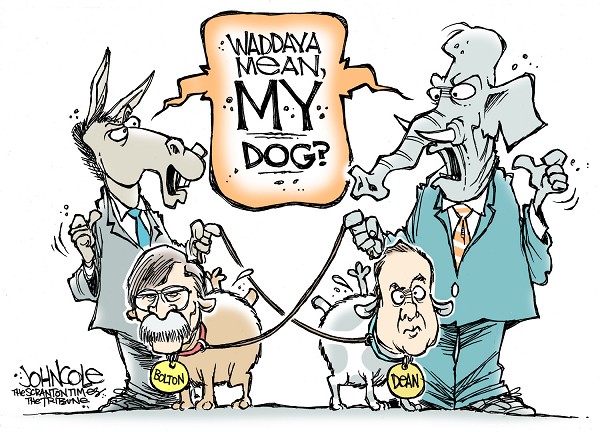 WADDAYA
MEAN,
MY
DOG?
BOLTON
DEAN
JOHN COLE
THE SCRANTON TIMES-
THE TRIBUNE